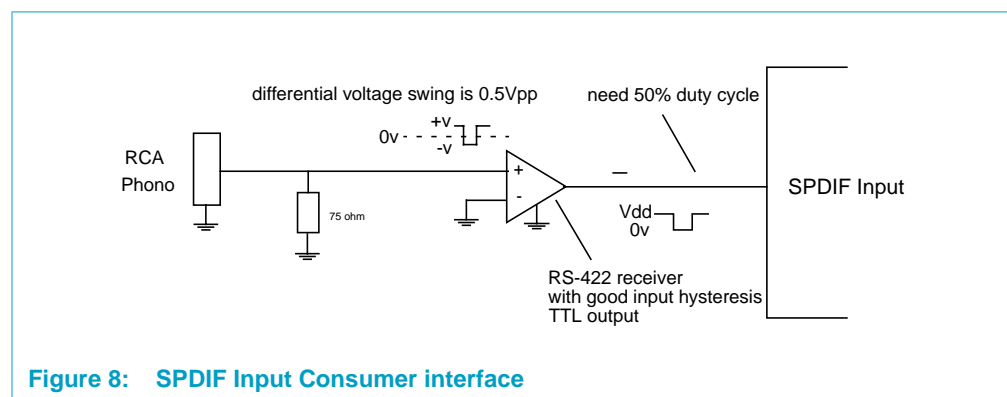 differential voltage swing is 0.5Vpp
need 50% duty cycle
+v
0v
-v
RCA
Phono
+
-
75 ohm
SPDIF Input
Vdd
0v
RS-422 receiver
with good input hysteresis
TTL output
Figure 8: SPDIF Input Consumer interface